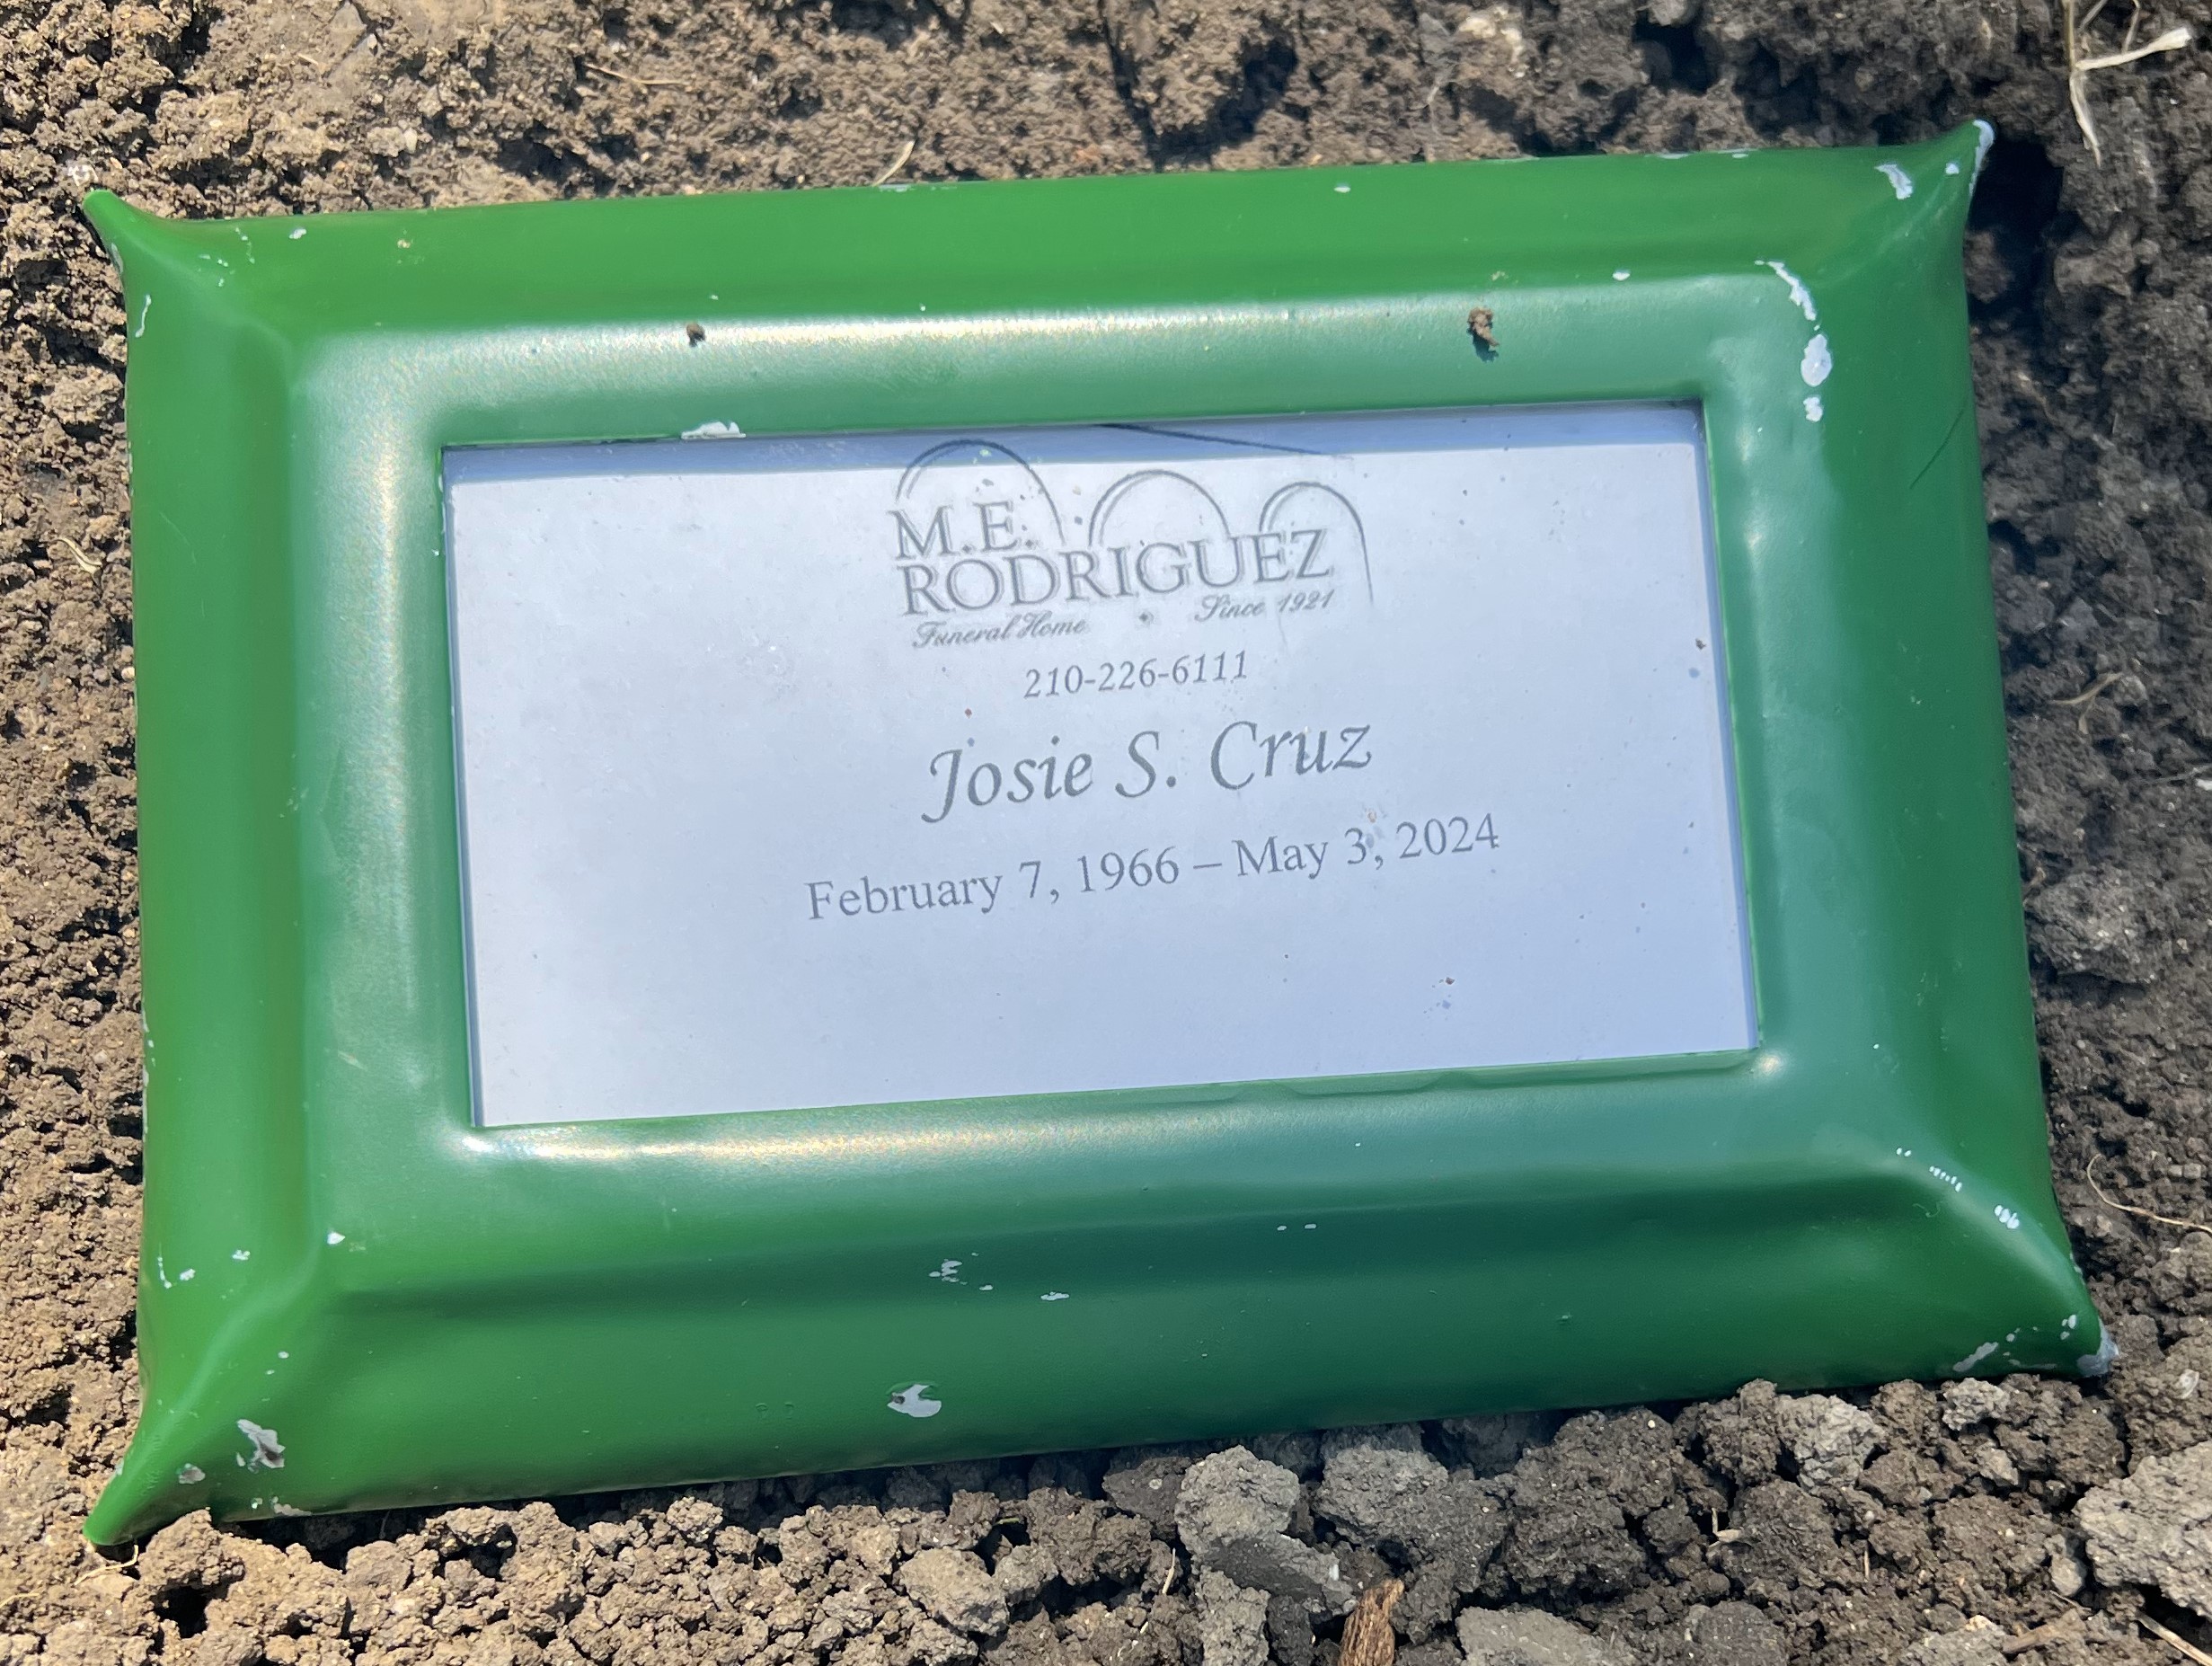 M.E.
RODRIGUEZ
Funeral Home Since 1921
210-226-6111
Josie S. Cruz
February 7, 1966 – May 3, 2024